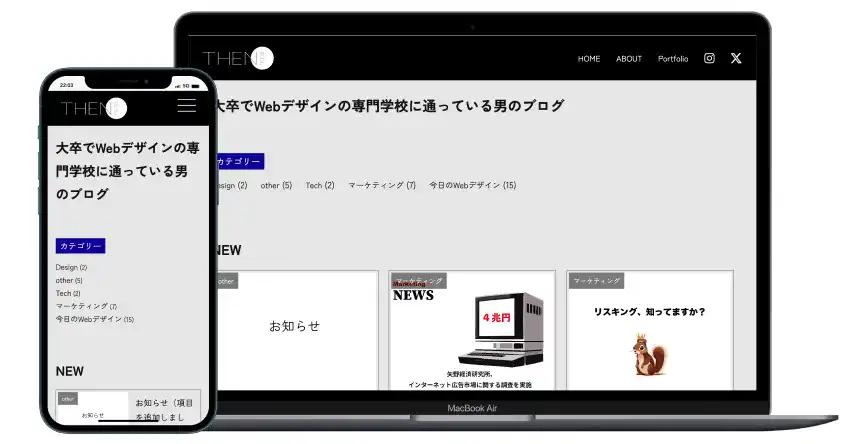 22:03
5G
THEN
大卒でWebデザインの専
門学校に通っている男
のブログ
カテゴリー
Design (2)
other (5)
Tech (2)
マーケティング (7)
今日のWebデザイン (15)
NEW
other
お知らせ
お知らせ（項目
を追加しまし
THEN
HOME
ABOUT
Portfolio
大卒でWebデザインの専門学校に通っている男のブログ
カテゴリー
esign (2) other (5) Tech (2) マーケティング (7) 今日のWebデザイン (15)
NEW
other
お知らせ
マーケティング
Marketing
NEWS
4兆円
矢野経済研究所、
インターネット広告市場に関する調査を実施
マーケティング
リスキング、知ってますか？
MacBook Air